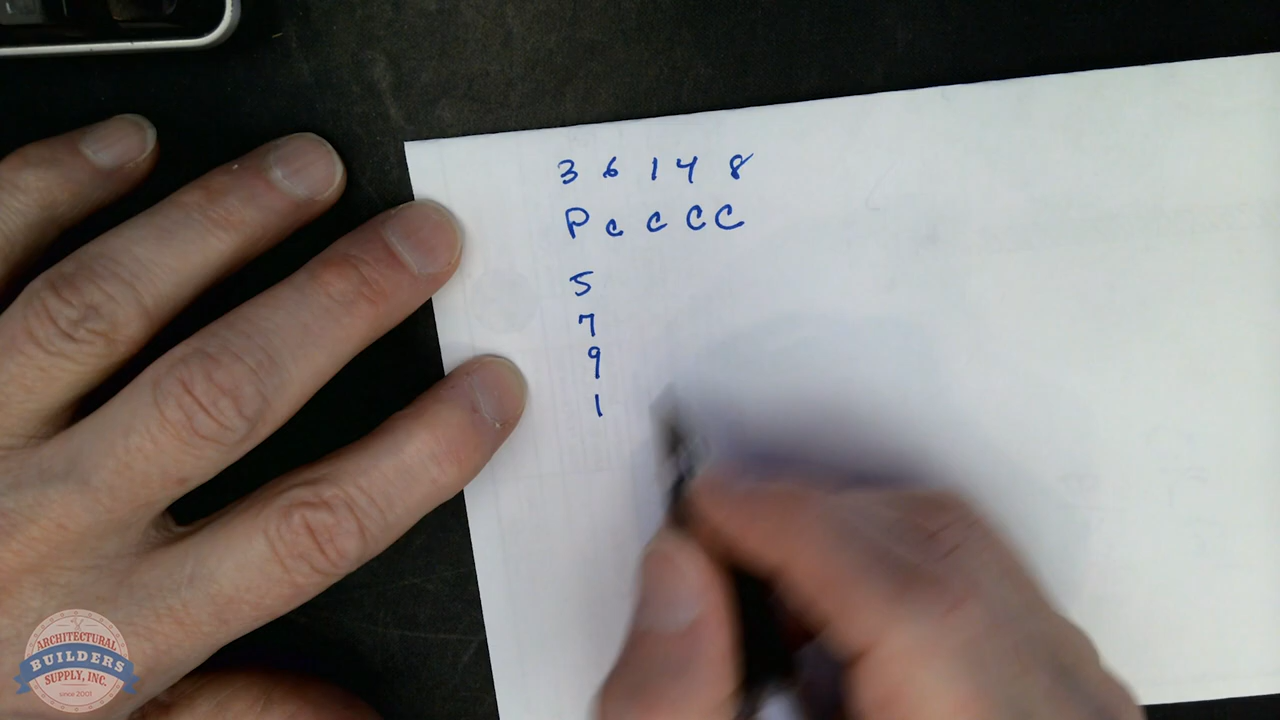 3 6 1 4 8
P c c C C
5
7
9
1
ARCHITECTURAL
BUILDERS
SUPPLY, INC.
since 2001